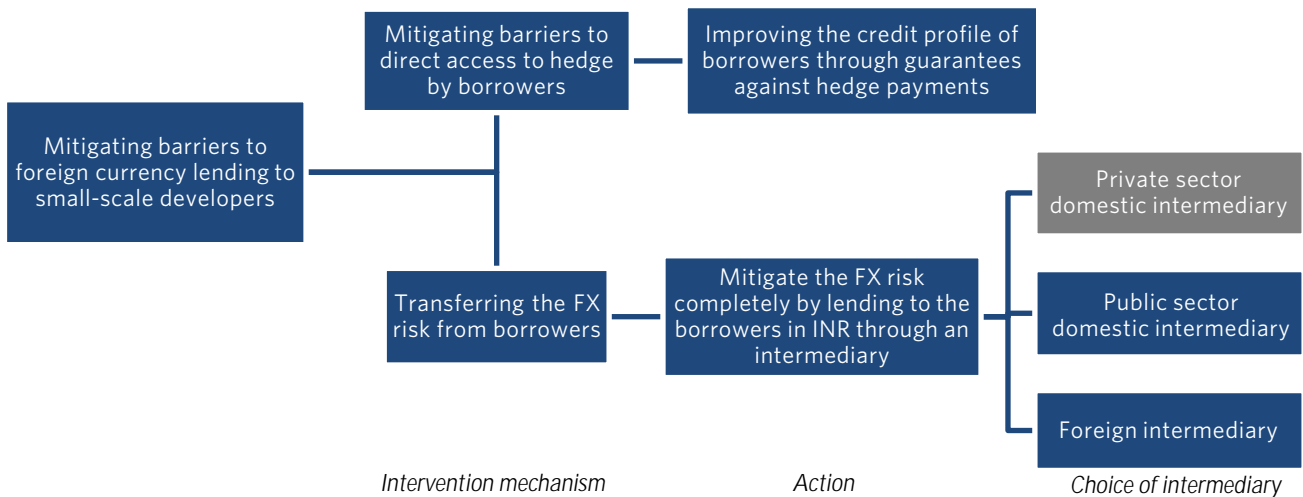 Mitigating barriers to
foreign currency lending to
small-scale developers
Mitigating barriers to
direct access to hedge
by borrowers
Improving the credit profile of
borrowers through guarantees
against hedge payments
Transferring the FX
risk from borrowers
Mitigate the FX risk
completely by lending to the
borrowers in INR through an
intermediary
Private sector
domestic intermediary
Public sector
domestic intermediary
Foreign intermediary
Intervention mechanism
Action
Choice of intermediary